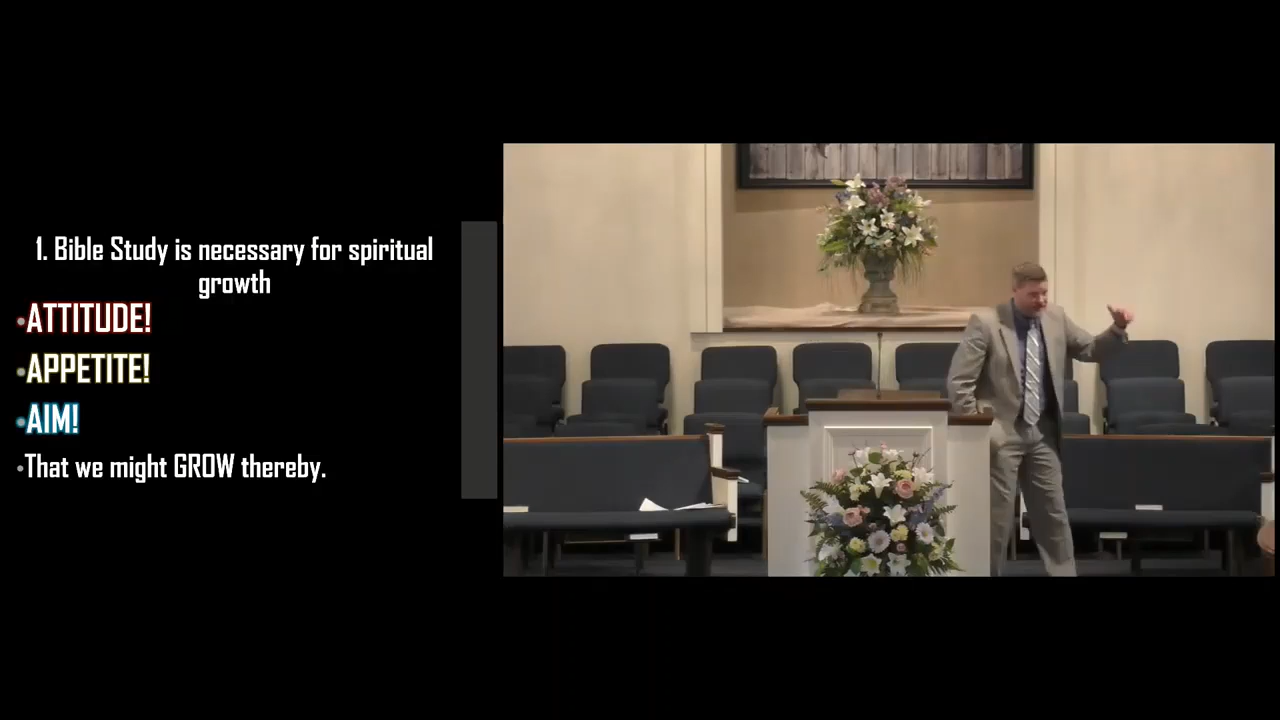 1. Bible Study is necessary for spiritual
growth
•ATTITUDE!
•APPETITE!
•AIM!
•That we might GROW thereby.